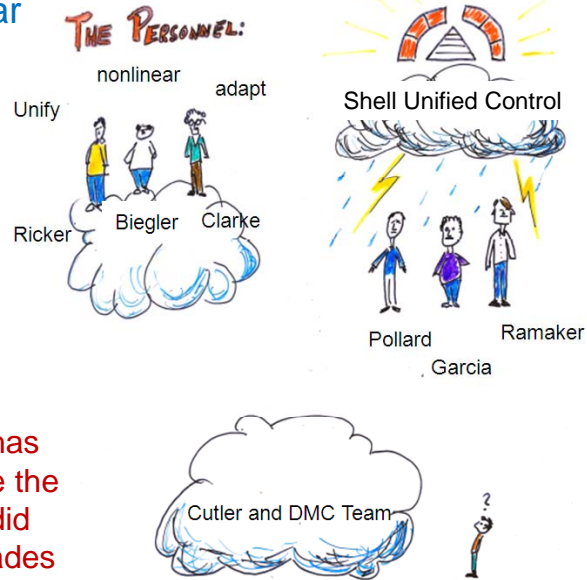 ar
THE PERSONNEL:
nonlinear
adapt
Unify
Ricker
Biegler
Clarke
Shell Unified Control
Pollard
Ramaker
Garcia
has
e the
did
ades
Cutler and DMC Team
?